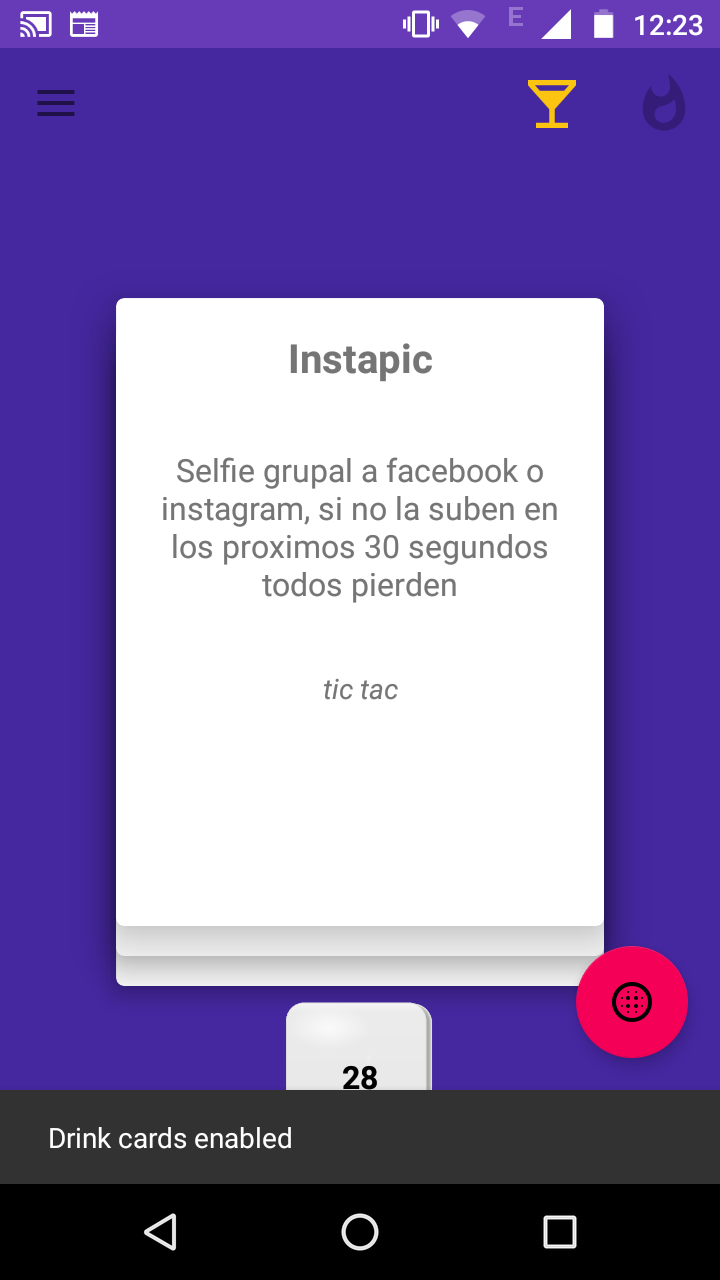 E 12:23
Instapic
Selfie grupal a facebook o
instagram, si no la suben en
los proximos 30 segundos
todos pierden
tic tac
28
Drink cards enabled